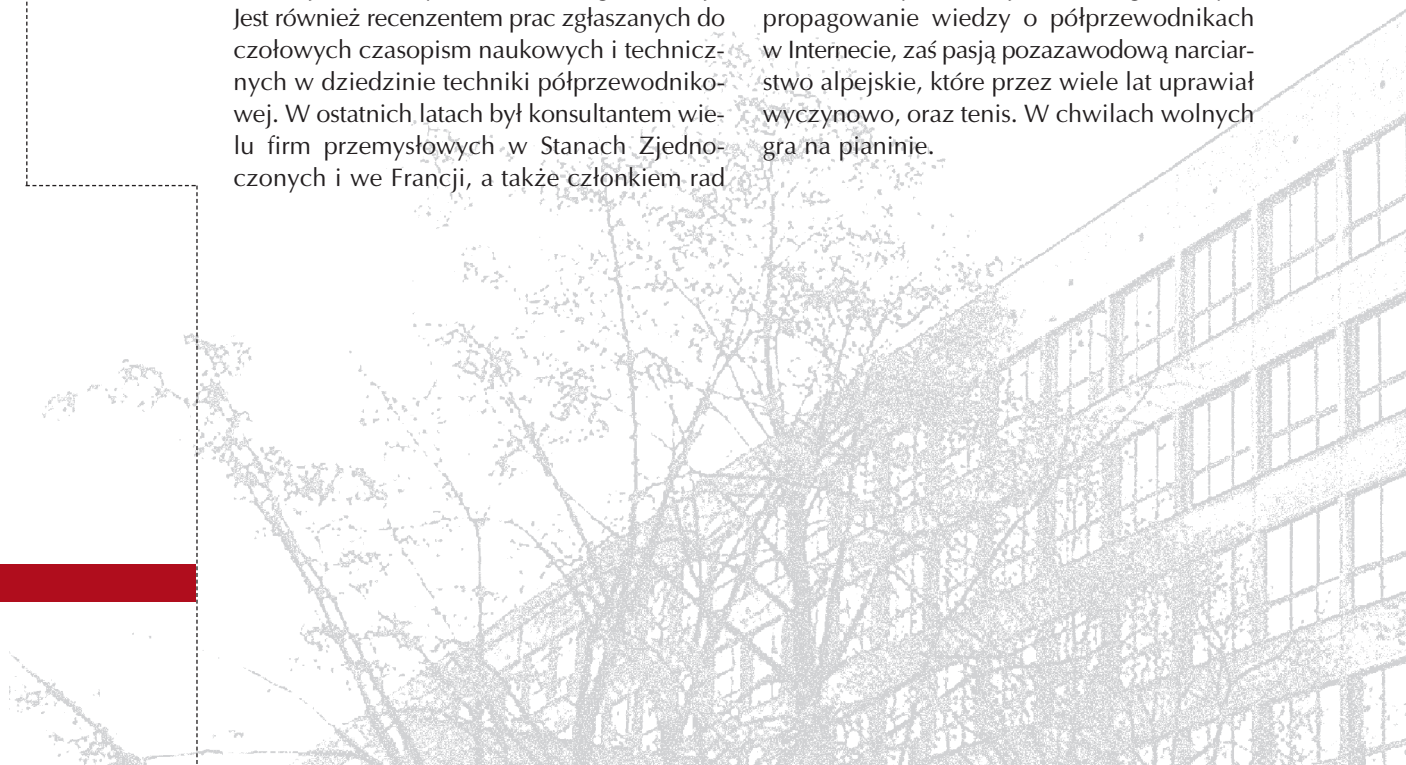 Jest również recenzentem prac zgłaszanych do
czołowych czasopism naukowych i technicz-
nych w dziedzinie techniki półprzewodniko-
wej. W ostatnich latach był konsultantem wie-
lu firm przemysłowych w Stanach Zjedno-
czonych i we Francji, a także członkiem rad
propagowanie wiedzy o półprzewodnikach
w Internecie, zaś pasją pozazawodową narciar-
stwo alpejskie, które przez wiele lat uprawiał
wyczynowo, oraz tenis. W chwilach wolnych
gra na pianinie.